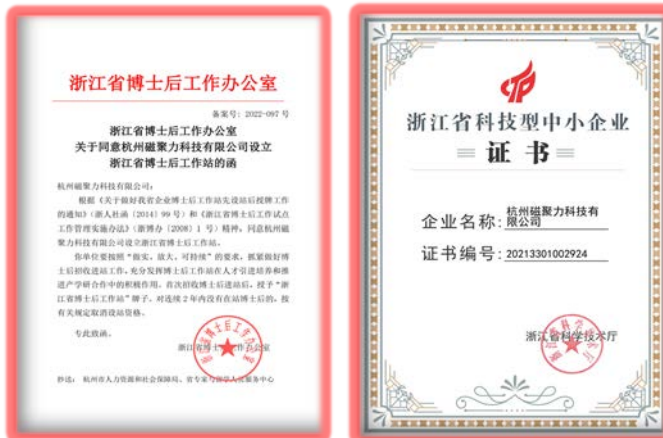 浙江省博士后工作办公室
备案号：2022-097 号
浙江省博士后工作办公室
关于同意杭州磁聚力科技有限公司设立
浙江省博士后工作站的函
杭州磁聚力科技有限公司：
根据《关于做好我省企业博士后工作站先设站后授牌工作
的通知》（浙人社函〔2014〕99 号）和《浙江省博士后工作试点
工作管理实施办法》（浙博办〔2008〕1 号）精神，同意杭州磁
聚力科技有限公司设立浙江省博士后工作站。
你单位要按照“做实、放大、可持续”的要求，抓紧做好博
士后招收进站工作，充分发挥博士后工作站在人才引进培养和推
进产学研合作中的积极作用。首次招收博士后进站后，授予“浙
江省博士后工作站”牌子，对连续 2 年内没有在站博士后的，按
有关规定取消设站资格。
专此致函。
浙江省博士后工作办公室
抄送：杭州市人力资源和社会保障局、省专家与留学人员服务中心
浙江省科技型中小企业
证书
企业名称：杭州磁聚力科技有
限公司
证书编号：20213301002924
浙江省科学技术厅